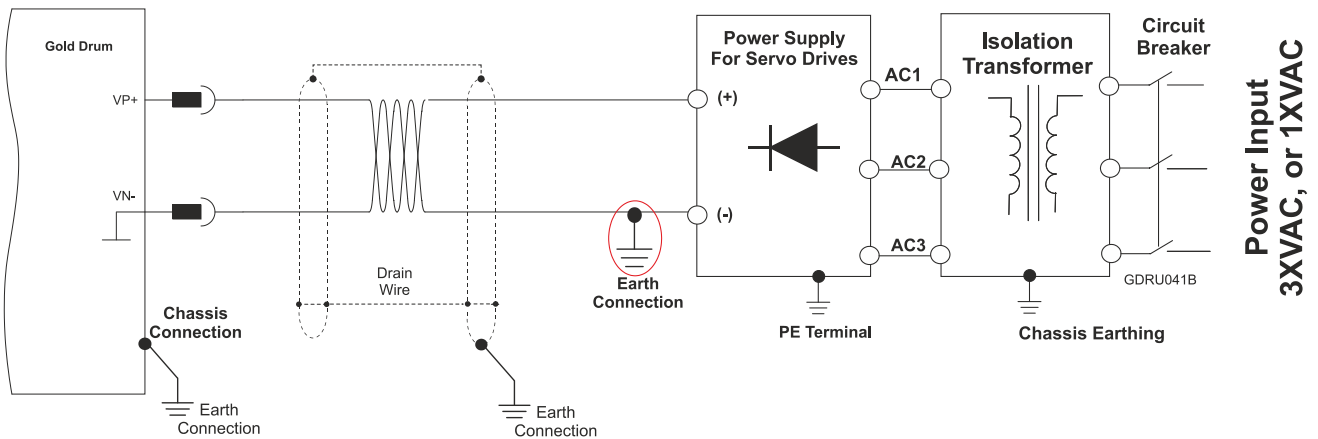 Gold Drum
VP+
VN-
Chassis
Connection
Earth
Connection
Drain
Wire
Earth
Connection
Earth
Connection
Power Supply
For Servo Drives
(+)
(-)
PE Terminal
AC1
AC2
AC3
Isolation
Transformer
Chassis Earthing
Circuit
Breaker
GDRU041B
Power Input
3XVAC, or 1XVAC